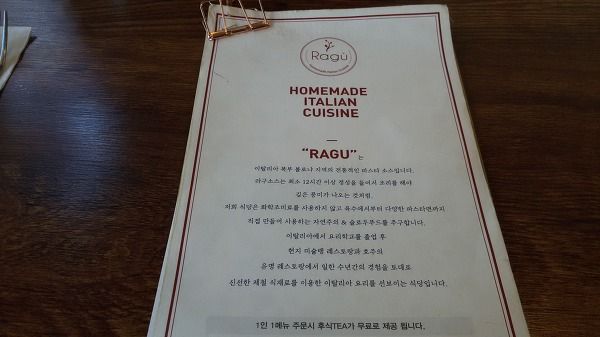 Ragù
HOMEMADE
ITALIAN
CUISINE
“RAGU”는
이탈리아 북부 볼로냐 지역의 전통적인 파스타 소스입니다.
라구소스는 최소 12시간 이상 정성을 들여서 조리를 해야
깊은 풍미가 나오는 것처럼,
저희 식당은 화학조미료를 사용하지 않고 육수에서부터 다양한 파스타면까지
직접 만들어 사용하는 자연주의 & 슬로우푸드를 추구합니다.
이탈리아에서 요리학교를 졸업 후
현지 미슐랭 레스토랑과 호주의
유명 레스토랑에서 일한 수년간의 경험을 토대로
신선한 제철 식재료를 이용한 이탈리아 요리를 선보이는 식당입니다.
1인 1메뉴 주문시 후식TEA가 무료로 제공 됩니다.